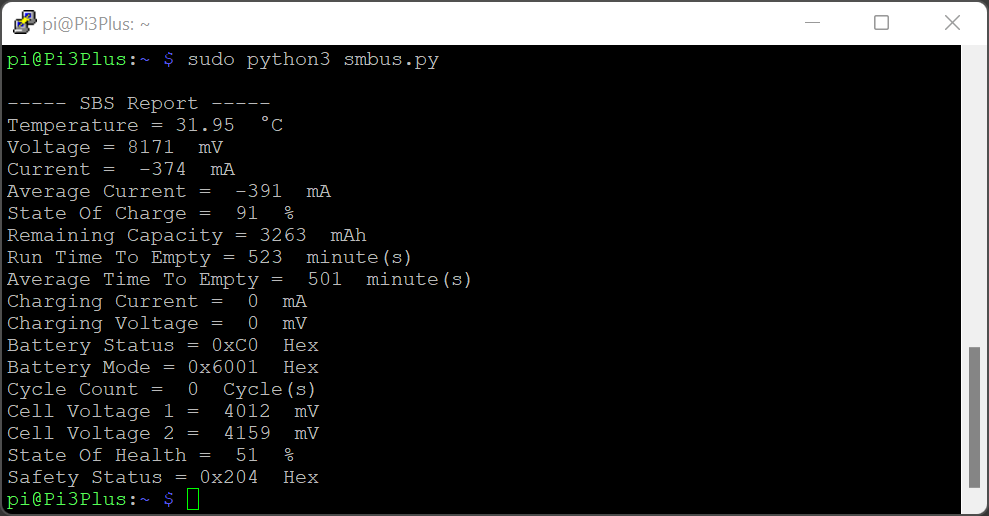 pi@Pi3Plus: ~
pi@Pi3Plus:~ $ sudo python3 smbus.py
----- SBS Report -----
Temperature = 31.95  °C
Voltage = 8171  mV
Current =  -374  mA
Average Current =  -391  mA
State Of Charge =  91  %
Remaining Capacity = 3263  mAh
Run Time To Empty = 523  minute(s)
Average Time To Empty =  501  minute(s)
Charging Current =  0  mA
Charging Voltage =  0  mV
Battery Status = 0xC0  Hex
Battery Mode = 0x6001  Hex
Cycle Count =  0  Cycle(s)
Cell Voltage 1 =  4012  mV
Cell Voltage 2 =  4159  mV
State Of Health =  51  %
Safety Status = 0x204  Hex
pi@Pi3Plus:~ $